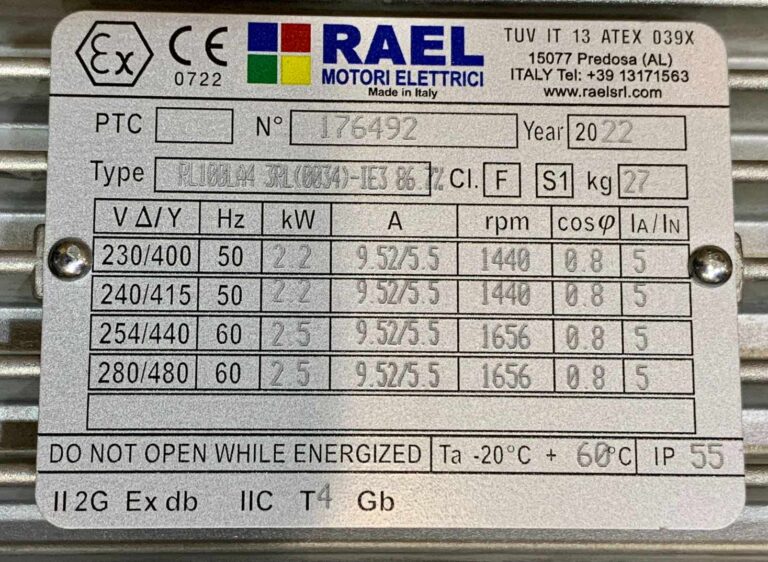 Ex CE 0722 RAEL MOTORI ELETTRICI Made in Italy
TUV IT 13 ATEX 039X
15077 Predosa (AL)
ITALY Tel: +39 13171563
www.raelsrl.com
PTC N° 176492 Year 2022
Type RL100LA4 3RL(0034)-IE3 86.7% Cl. F S1 kg 27
V Δ/Y Hz kW A rpm cosφ IA/IN
230/400 50 2.2 9.52/5.5 1440 0.8 5
240/415 50 2.2 9.52/5.5 1440 0.8 5
254/440 60 2.5 9.52/5.5 1656 0.8 5
280/480 60 2.5 9.52/5.5 1656 0.8 5
DO NOT OPEN WHILE ENERGIZED Ta -20°C + 60°C IP 55
II 2G Ex db IIC T4 Gb